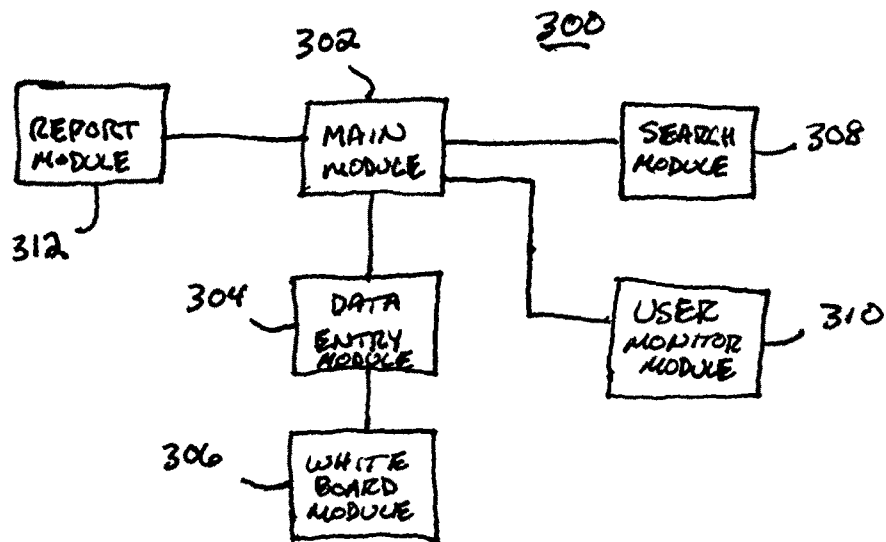 300
302
REPORT
MODULE
312
MAIN
MODULE
SEARCH
MODULE
308
304
DATA
ENTRY
MODULE
USER
MONITOR
MODULE
310
306
WHITE
BOARD
MODULE